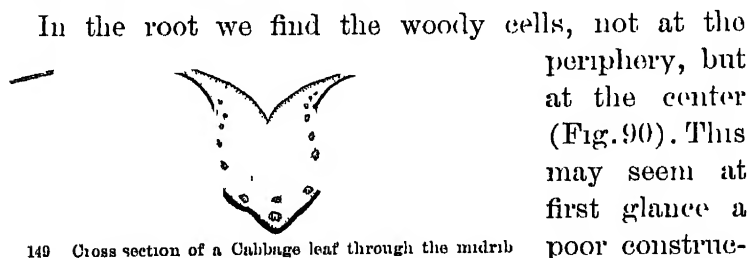 In the root we find the woody cells, not at the
periphery, but
at the center
(Fig. 90). This
may seem at
first glance a
poor construc-
149 Cross section of a Cabbage leaf through the midrib